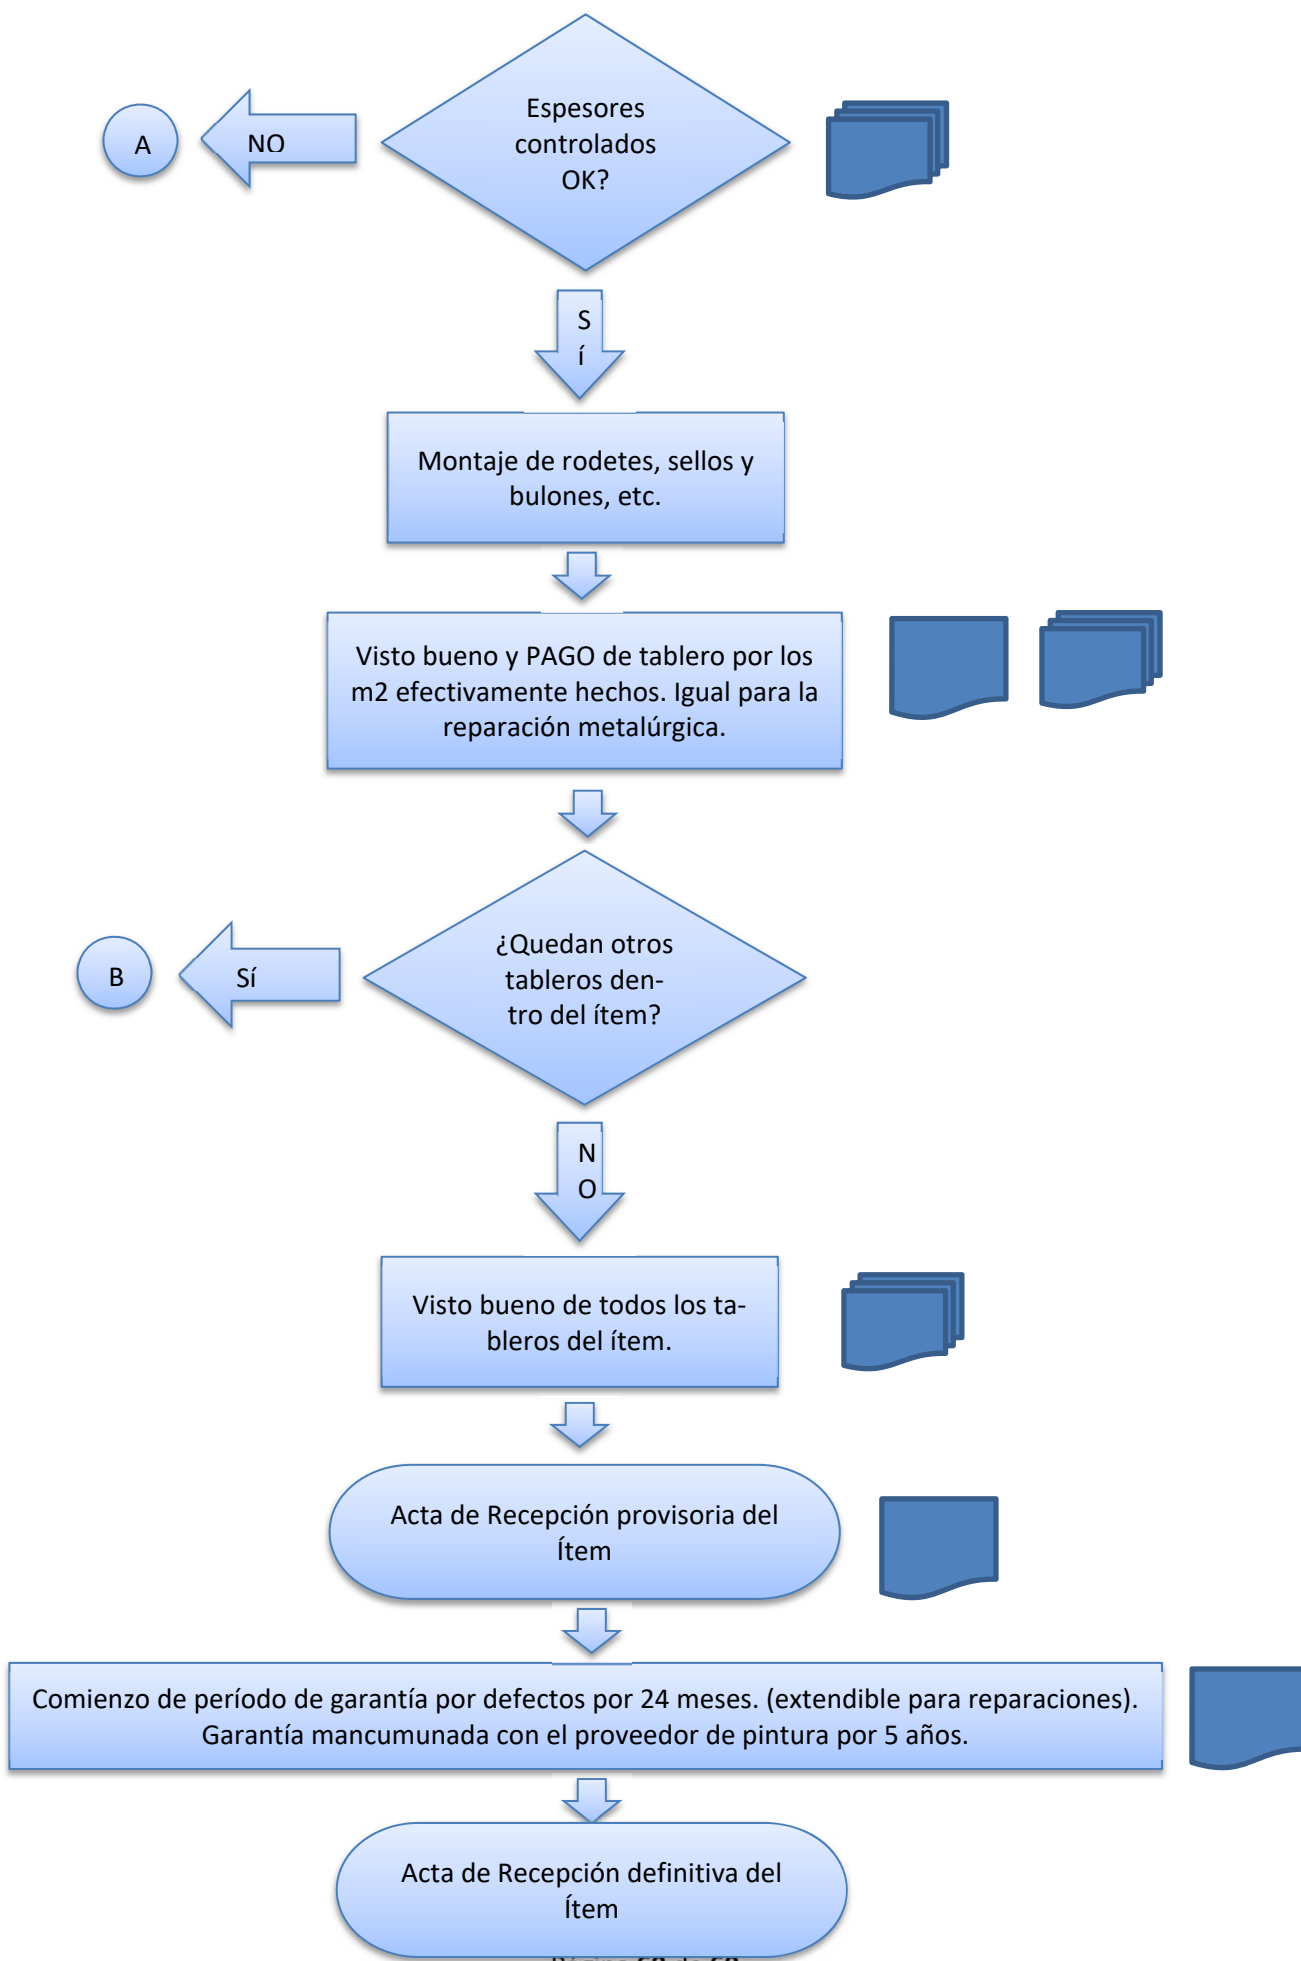 Espesores
controlados
OK?
A
NO
S
í
Montaje de rodetes, sellos y
bulones, etc.
Visto bueno y PAGO de tablero por los
m2 efectivamente hechos. Igual para la
reparación metalúrgica.
¿Quedan otros
tableros den-
tro del ítem?
B
Sí
N
O
Visto bueno de todos los ta-
bleros del ítem.
Acta de Recepción provisoria del
Ítem
Comienzo de período de garantía por defectos por 24 meses. (extendible para reparaciones).
Garantía mancumunada con el proveedor de pintura por 5 años.
Acta de Recepción definitiva del
Ítem